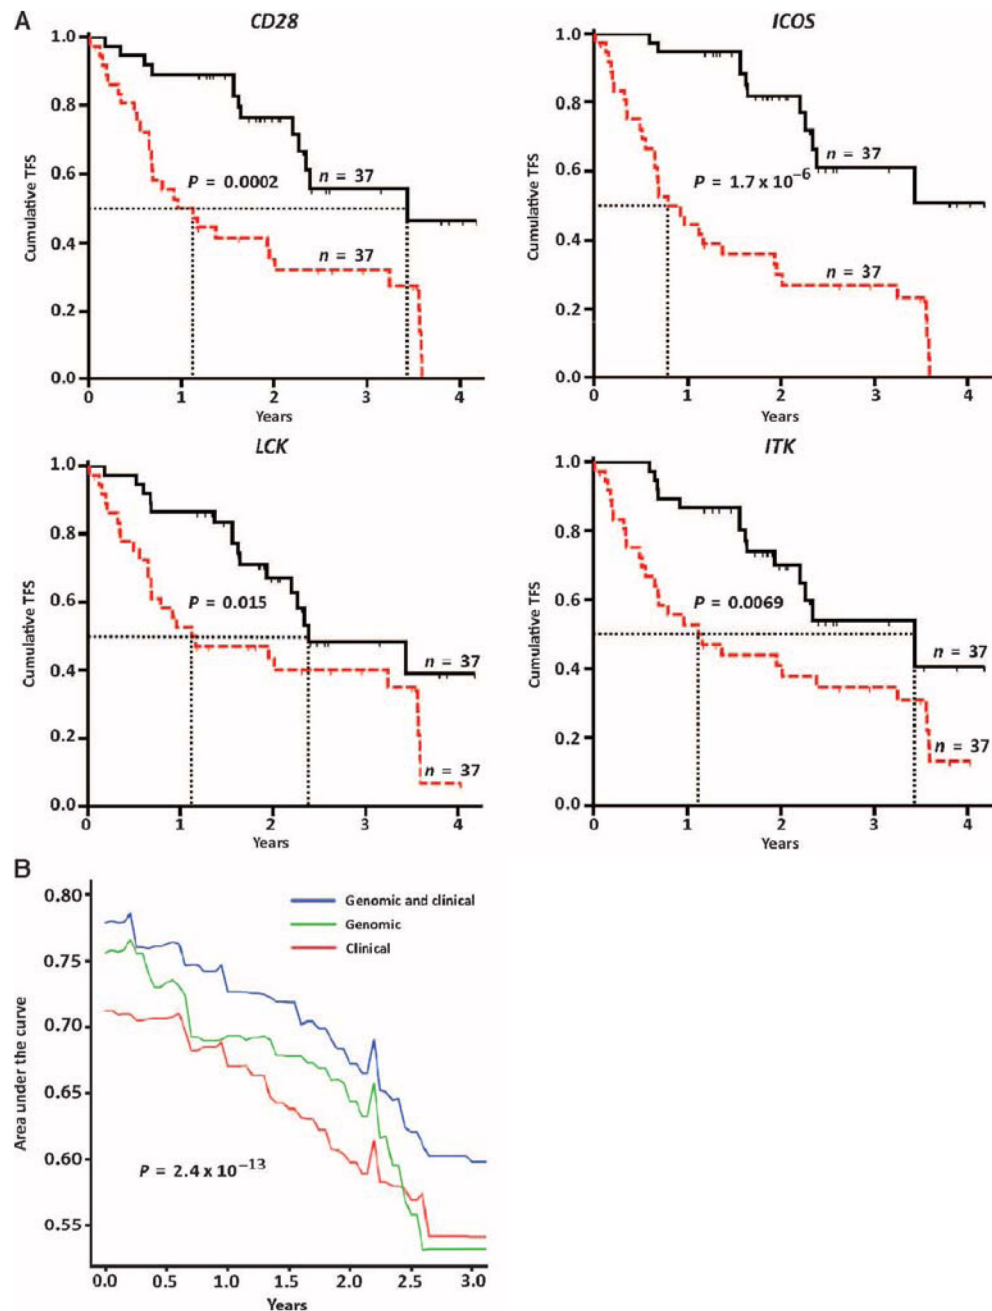 A
CD28
Cumulative TFS
1.0
0.8
0.6
0.4
0.2
0.0
P = 0.0002
n = 37
n = 37
0 1 2 3 4
Years
ICOS
Cumulative TFS
1.0
0.8
0.6
0.4
0.2
0.0
n = 37
P = 1.7 x 10−6
n = 37
0 1 2 3 4
Years
LCK
Cumulative TFS
1.0
0.8
0.6
0.4
0.2
0.0
P = 0.015
n = 37
n = 37
0 1 2 3 4
Years
ITK
Cumulative TFS
1.0
0.8
0.6
0.4
0.2
0.0
P = 0.0069
n = 37
n = 37
0 1 2 3 4
Years
B
Area under the curve
0.80
0.75
0.70
0.65
0.60
0.55
Genomic and clinical
Genomic
Clinical
P = 2.4 x 10−13
0.0 0.5 1.0 1.5 2.0 2.5 3.0
Years